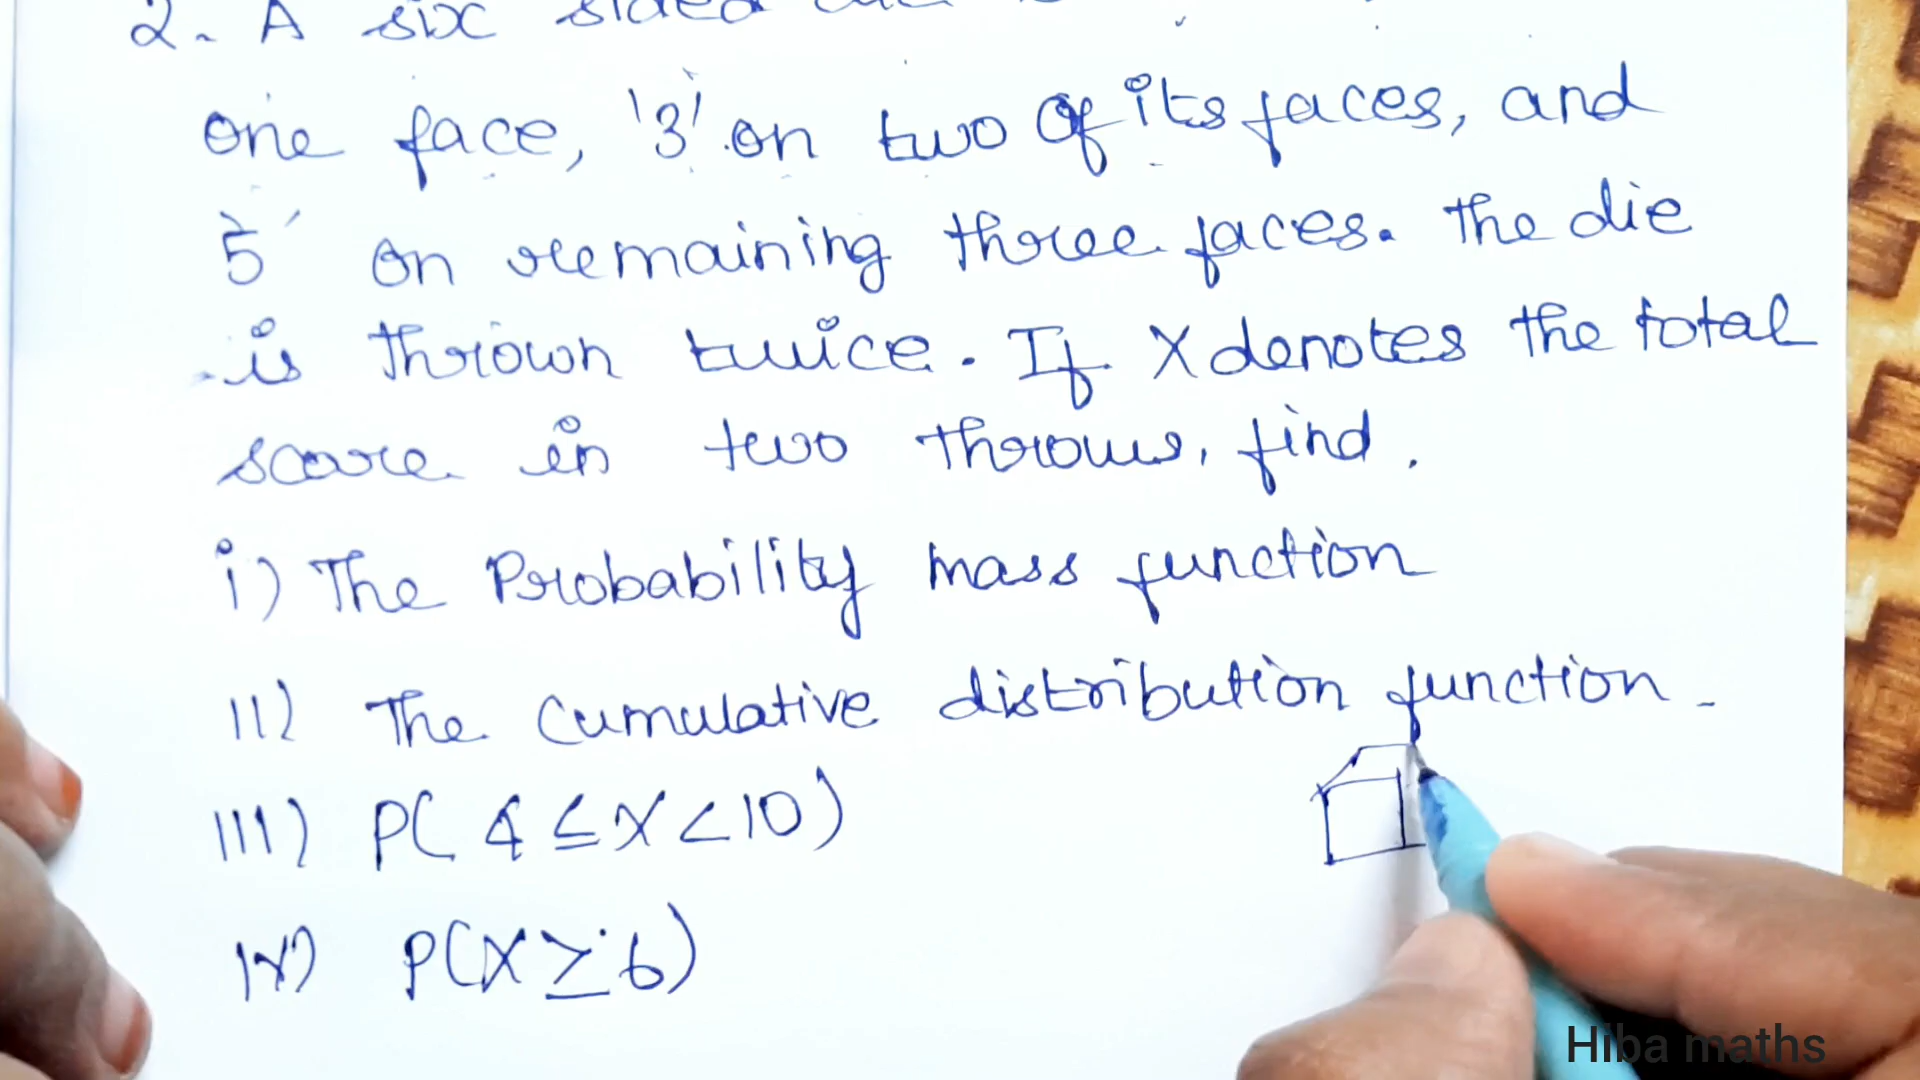 2. A six sided
one face, '3' on two of its faces, and
'5' on remaining three faces. The die
is thrown twice. If X denotes the total
score in two throws, find.
i) The Probability mass function
II) The Cumulative distribution function.
III) P( 4 ≤ X < 10)
IV) P(X ≥ 6)
Hiba maths